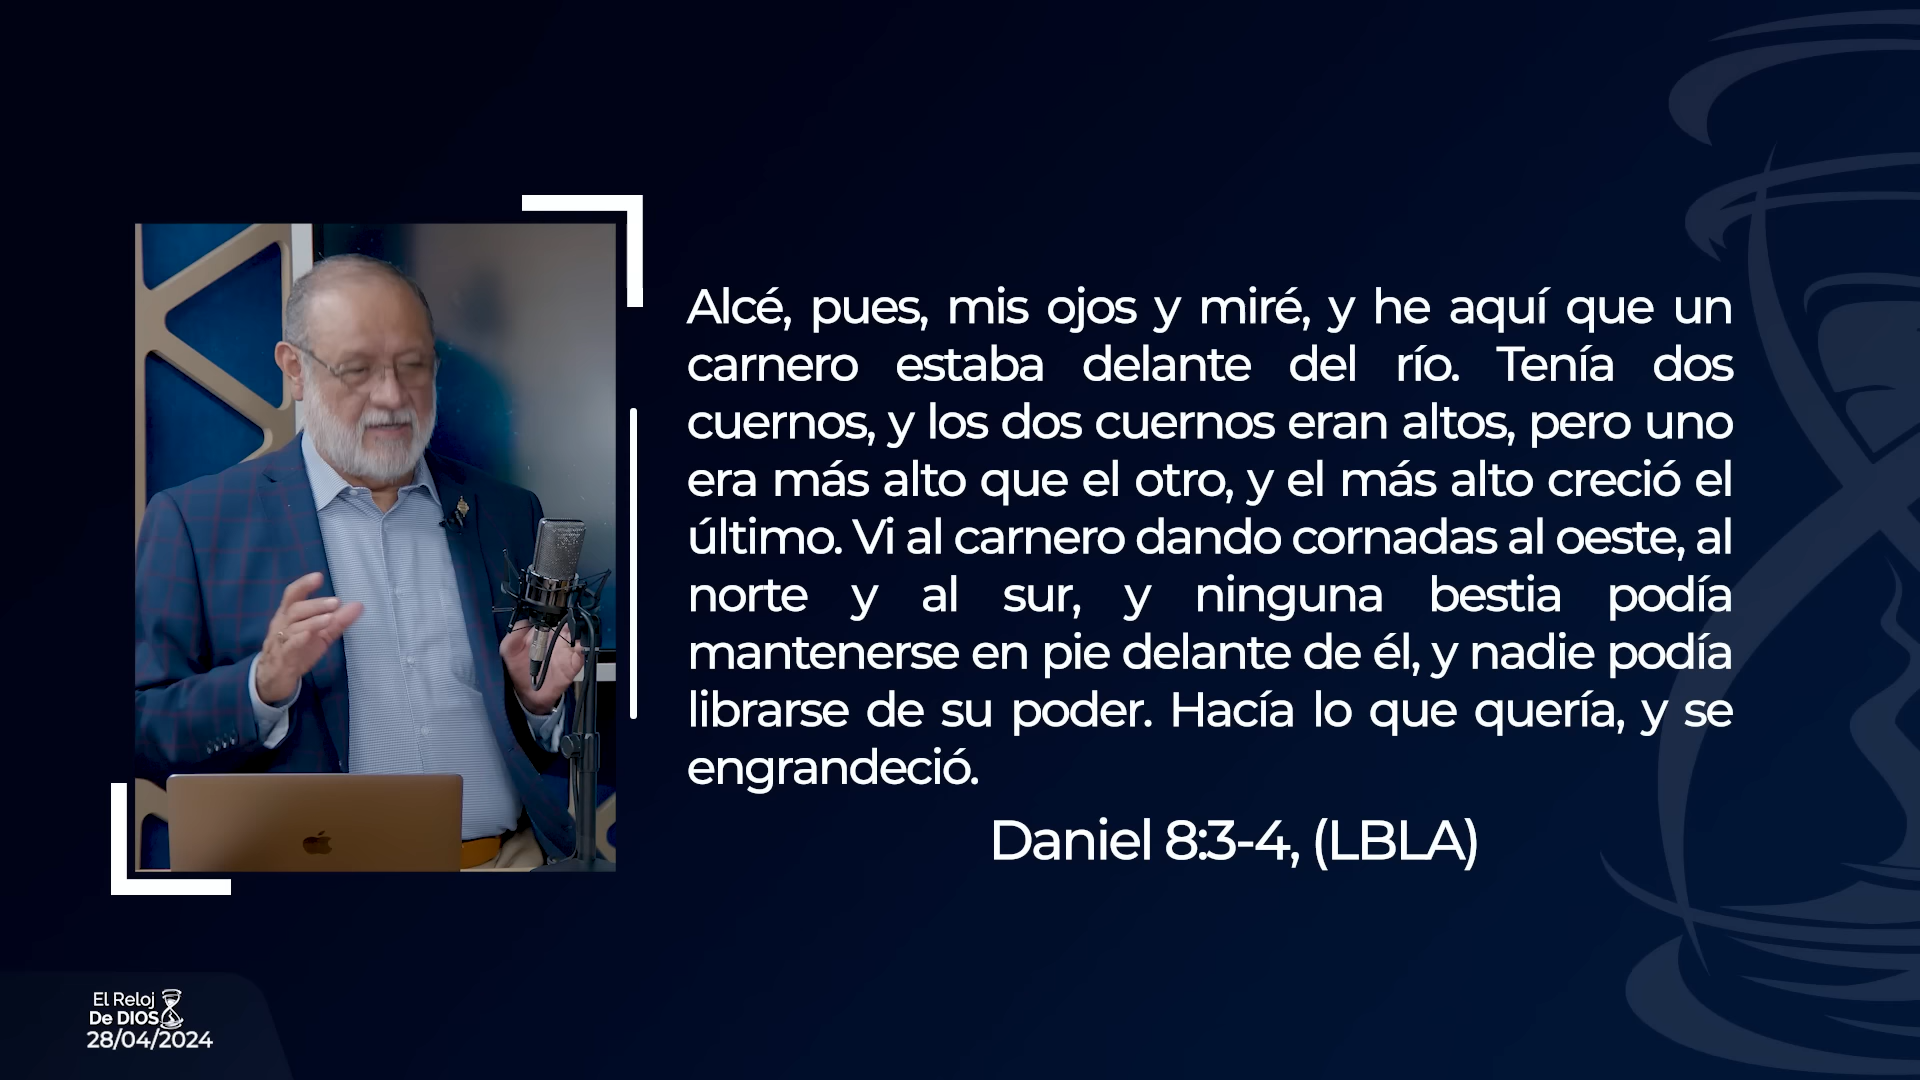 Alcé, pues, mis ojos y miré, y he aquí que un
carnero estaba delante del río. Tenía dos
cuernos, y los dos cuernos eran altos, pero uno
era más alto que el otro, y el más alto creció el
último. Vi al carnero dando cornadas al oeste, al
norte y al sur, y ninguna bestia podía
mantenerse en pie delante de él, y nadie podía
librarse de su poder. Hacía lo que quería, y se
engrandeció.
Daniel 8:3-4, (LBLA)
El Reloj
De DIOS
28/04/2024